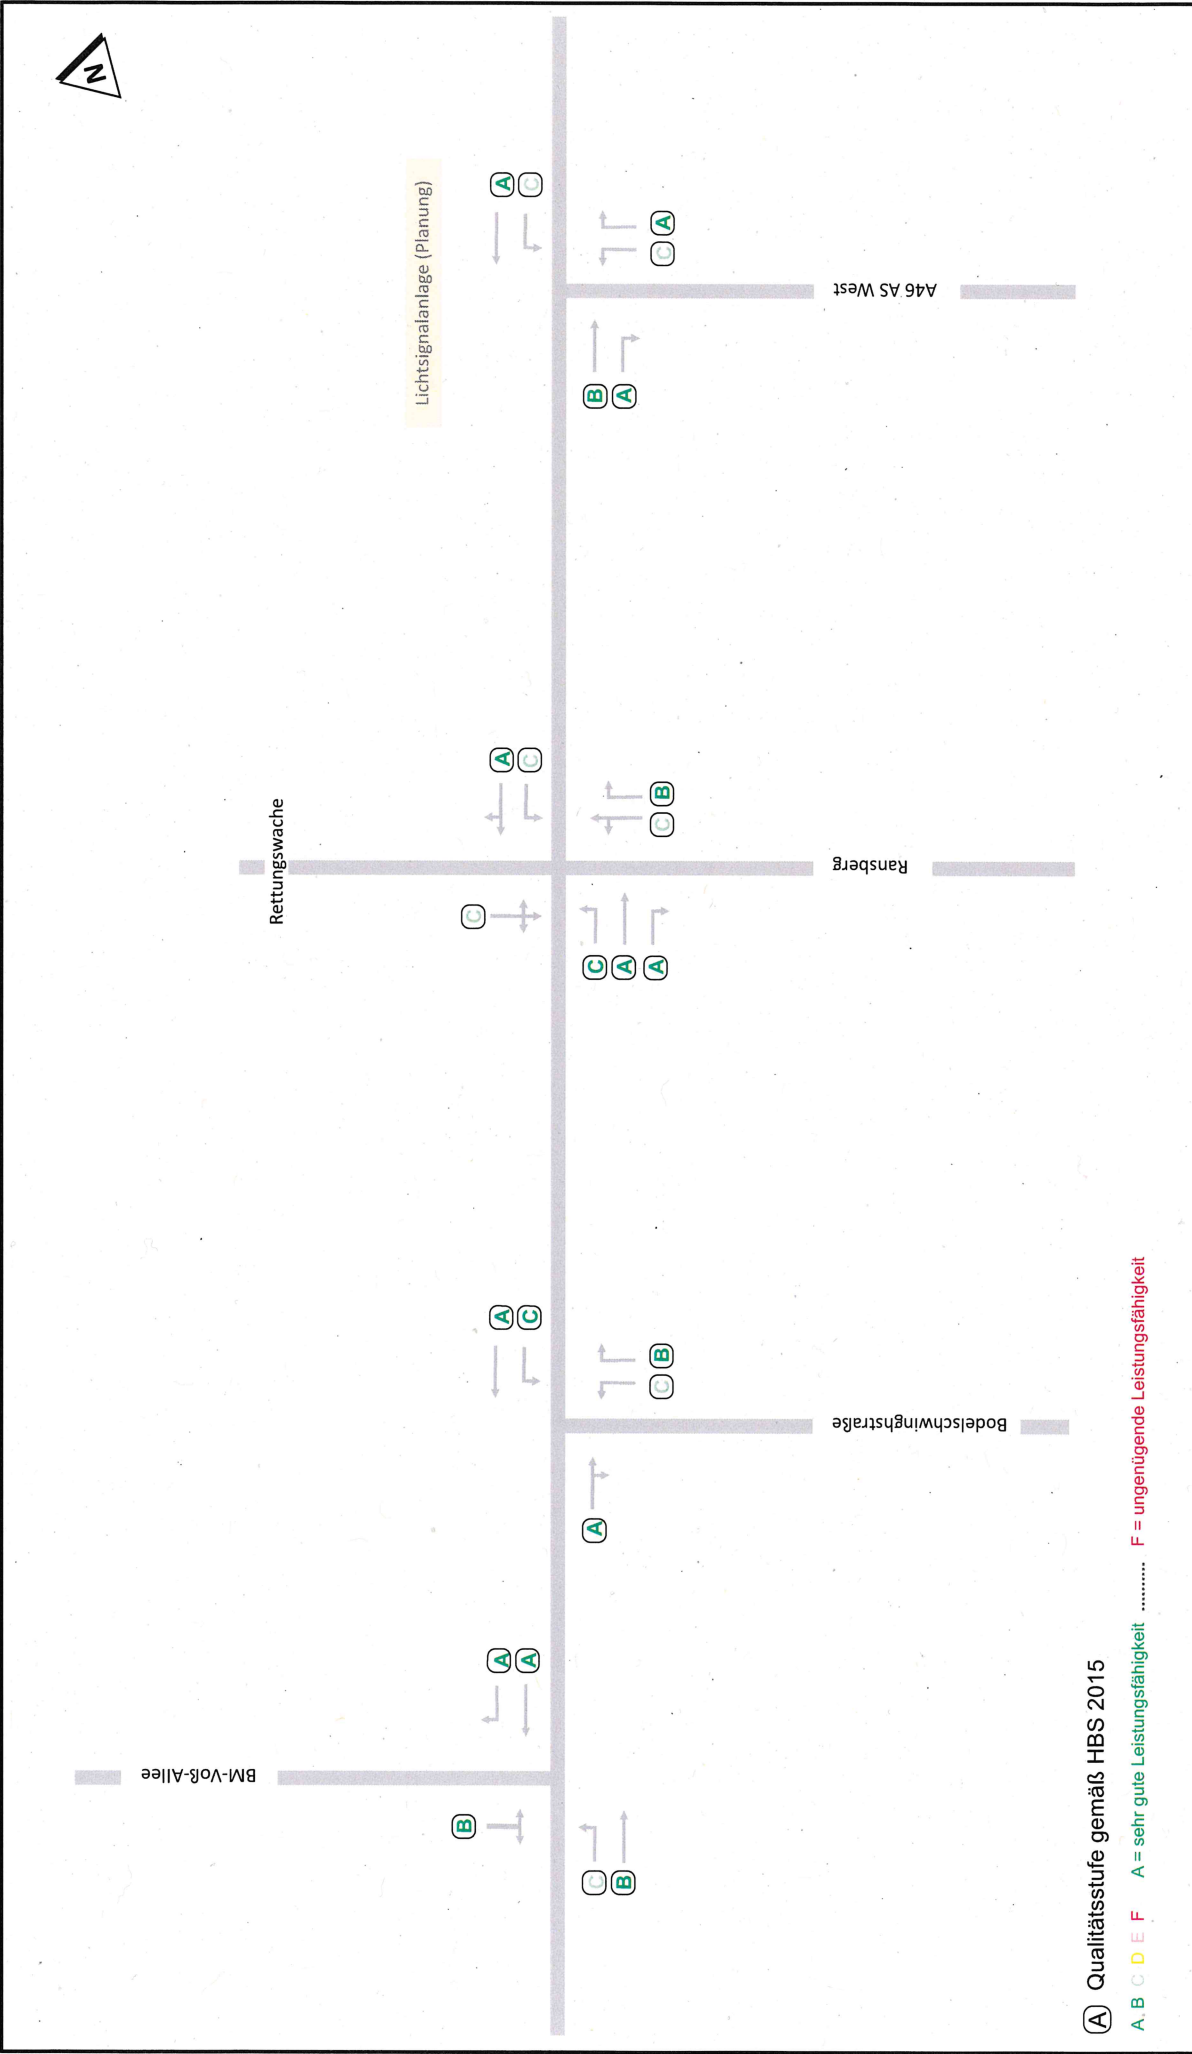 N
BM-Voß-Allee
Rettungswache
Lichtsignalanlage (Planung)
B
C
A
A
A
A
A
C
C
C
C
A
C
B
B
A
A
C B
A
C B
C A
Bodelschwinghstraße
Ransberg
A46 AS West
A Qualitätsstufe gemäß HBS 2015
A, B C D E F A = sehr gute Leistungsfähigkeit .......... F = ungenügende Leistungsfähigkeit